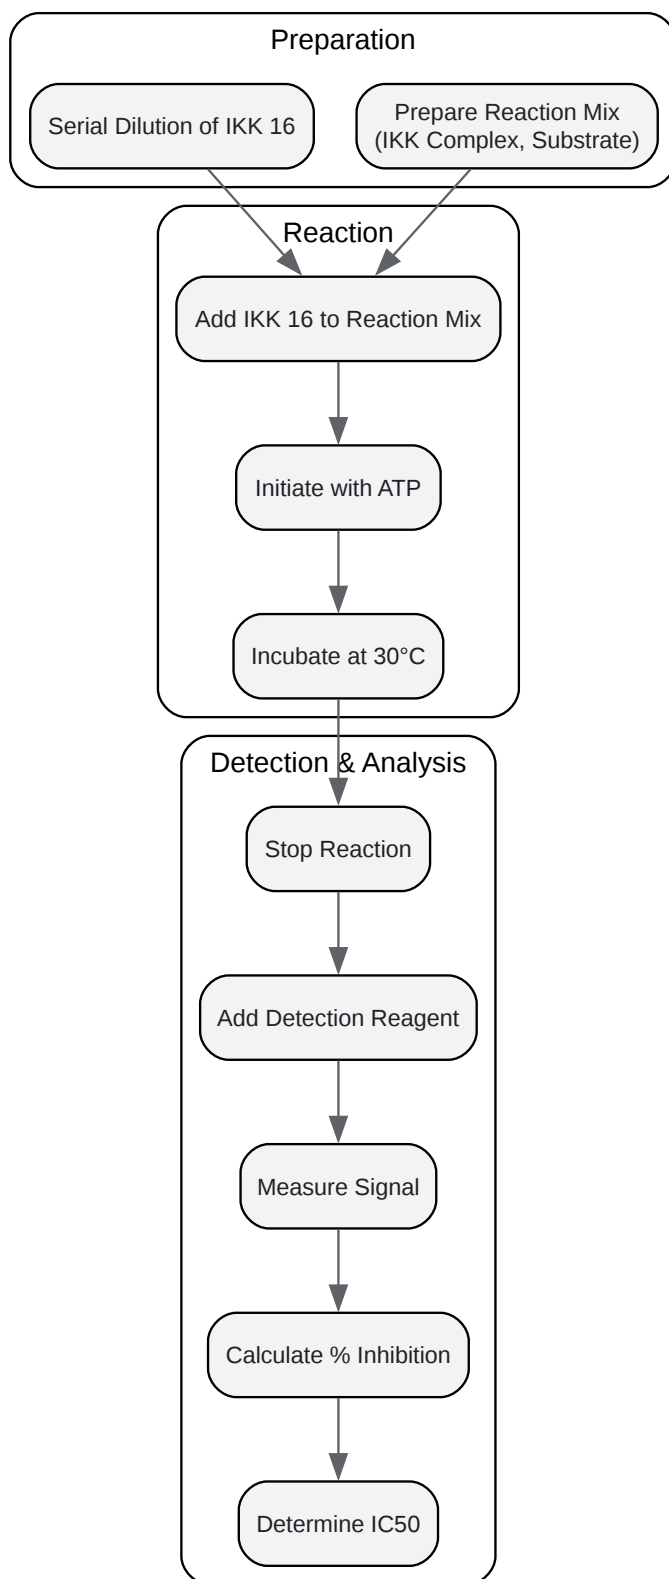 Preparation
Serial Dilution of IKK 16
Prepare Reaction Mix
(IKK Complex, Substrate)
Reaction
Add IKK 16 to Reaction Mix
Initiate with ATP
Incubate at 30°C
Detection & Analysis
Stop Reaction
Add Detection Reagent
Measure Signal
Calculate % Inhibition
Determine IC50